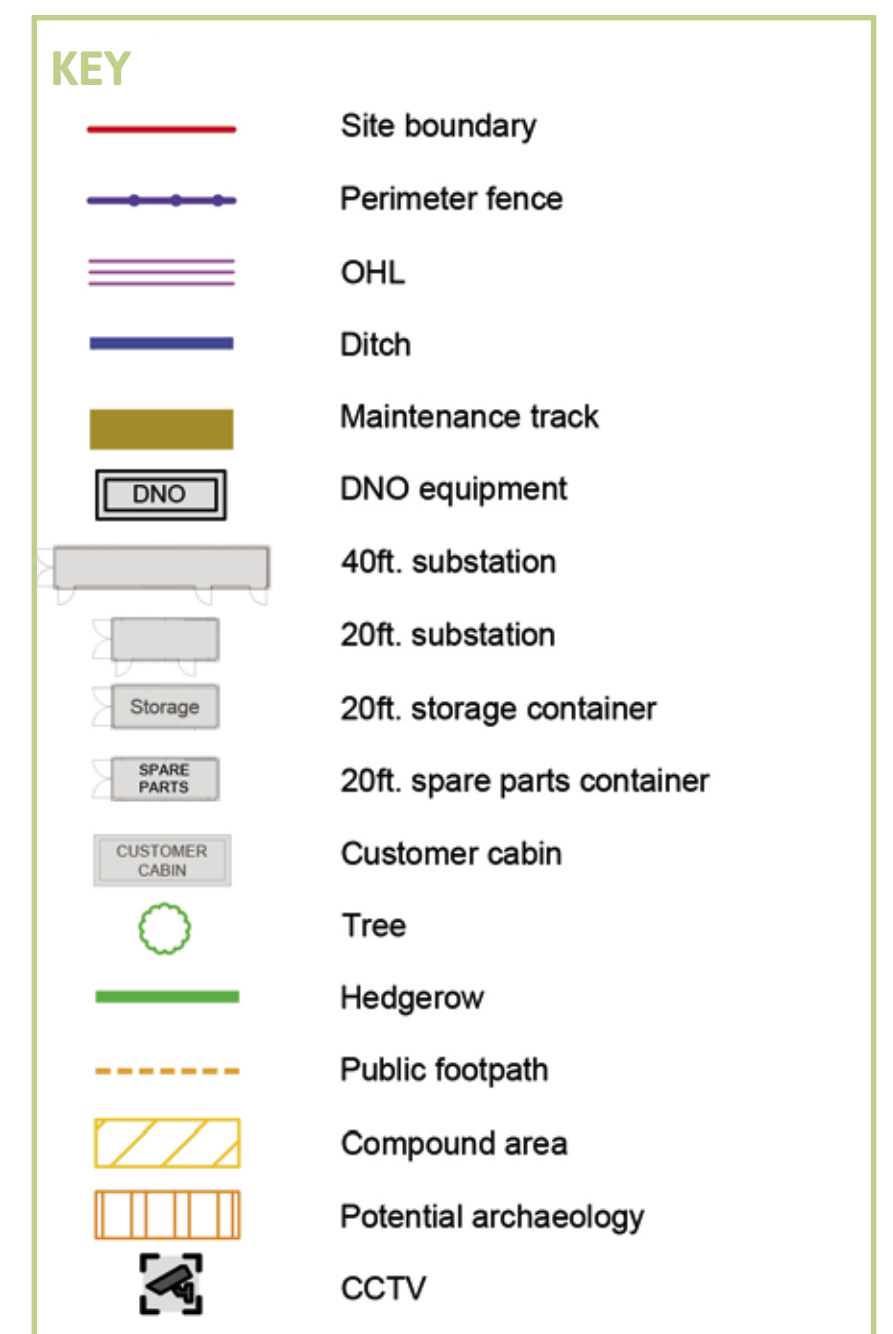 KEY
Site boundary
Perimeter fence
OHL
Ditch
Maintenance track
DNO
DNO equipment
40ft. substation
20ft. substation
Storage
20ft. storage container
SPARE
PARTS
20ft. spare parts container
CUSTOMER
CABIN
Customer cabin
Tree
Hedgerow
Public footpath
Compound area
Potential archaeology
CCTV